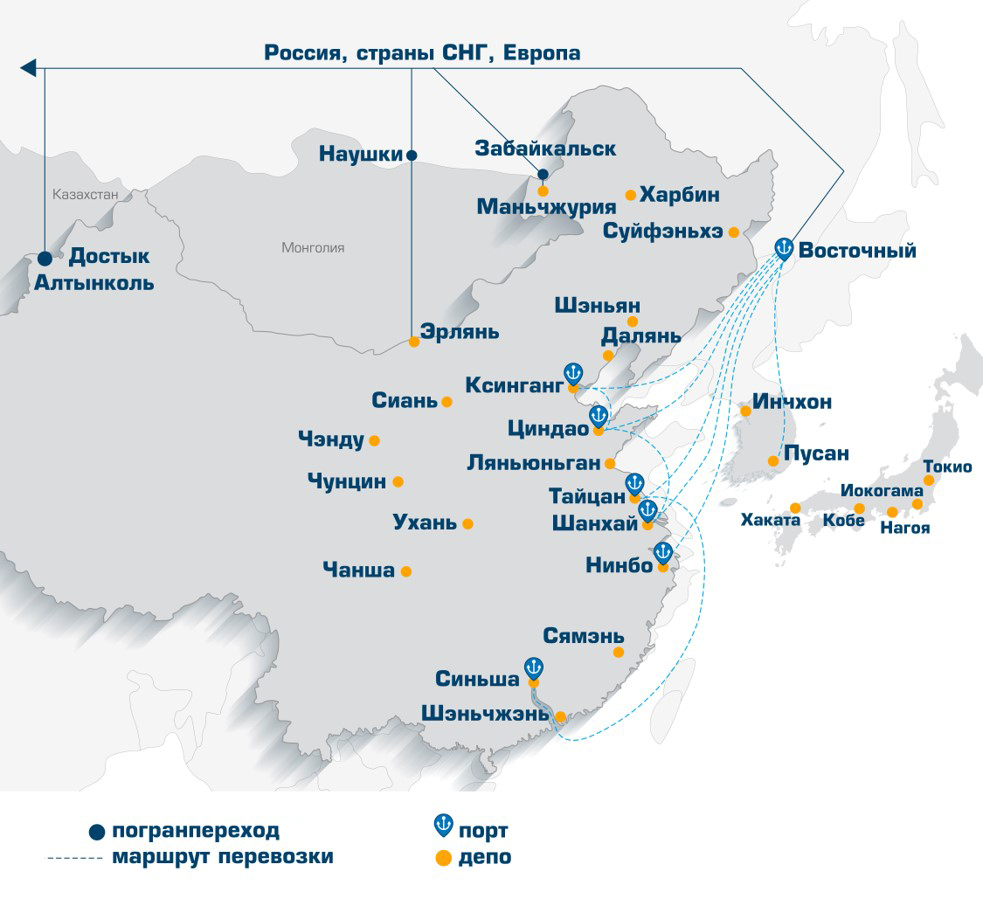 Россия, страны СНГ, Европа
Забайкальск
Наушки
Казахстан
Маньчжурия
Харбин
Суйфэньхэ
Монголия
Восточный
Достык
Алтынколь
Шэньян
Эрлянь
Далянь
Ксинганг
Сиань
Инчхон
Циндао
Чэнду
Пусан
Ляньюньган
Токио
Чунцин
Иокогама
Тайцан
Хаката
Кобе
Нагоя
Ухань
Шанхай
Нинбо
Чанша
Сямэнь
Синьша
Шэньчжэнь
погранпереход
порт
маршрут перевозки
депо